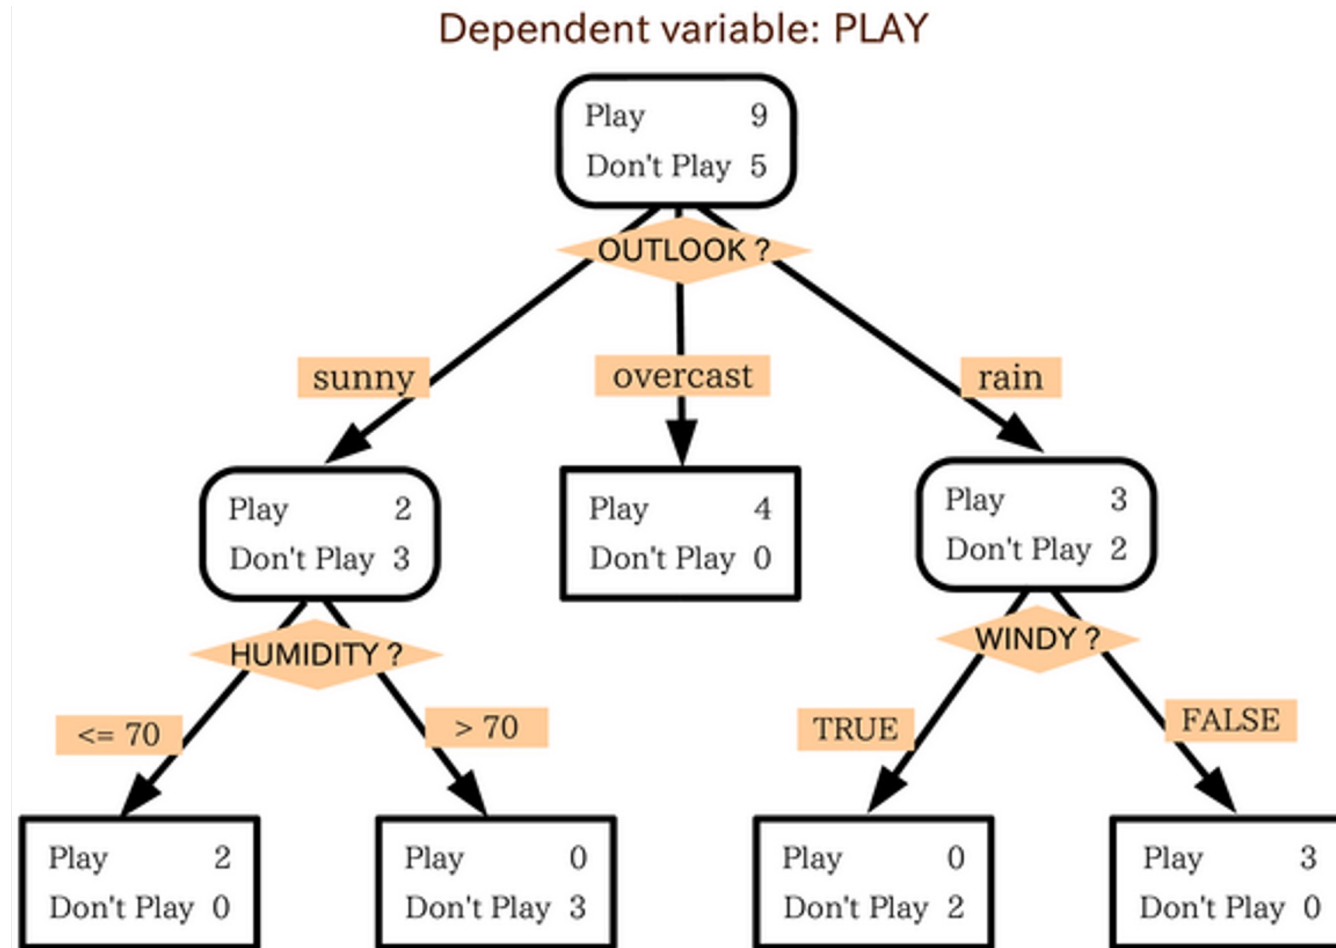 Dependent variable: PLAY
Play 9
Don't Play 5
OUTLOOK ?
sunny
overcast
rain
Play 2
Don't Play 3
Play 4
Don't Play 0
Play 3
Don't Play 2
HUMIDITY ?
WINDY ?
<= 70
> 70
TRUE
FALSE
Play 2
Don't Play 0
Play 0
Don't Play 3
Play 0
Don't Play 2
Play 3
Don't Play 0